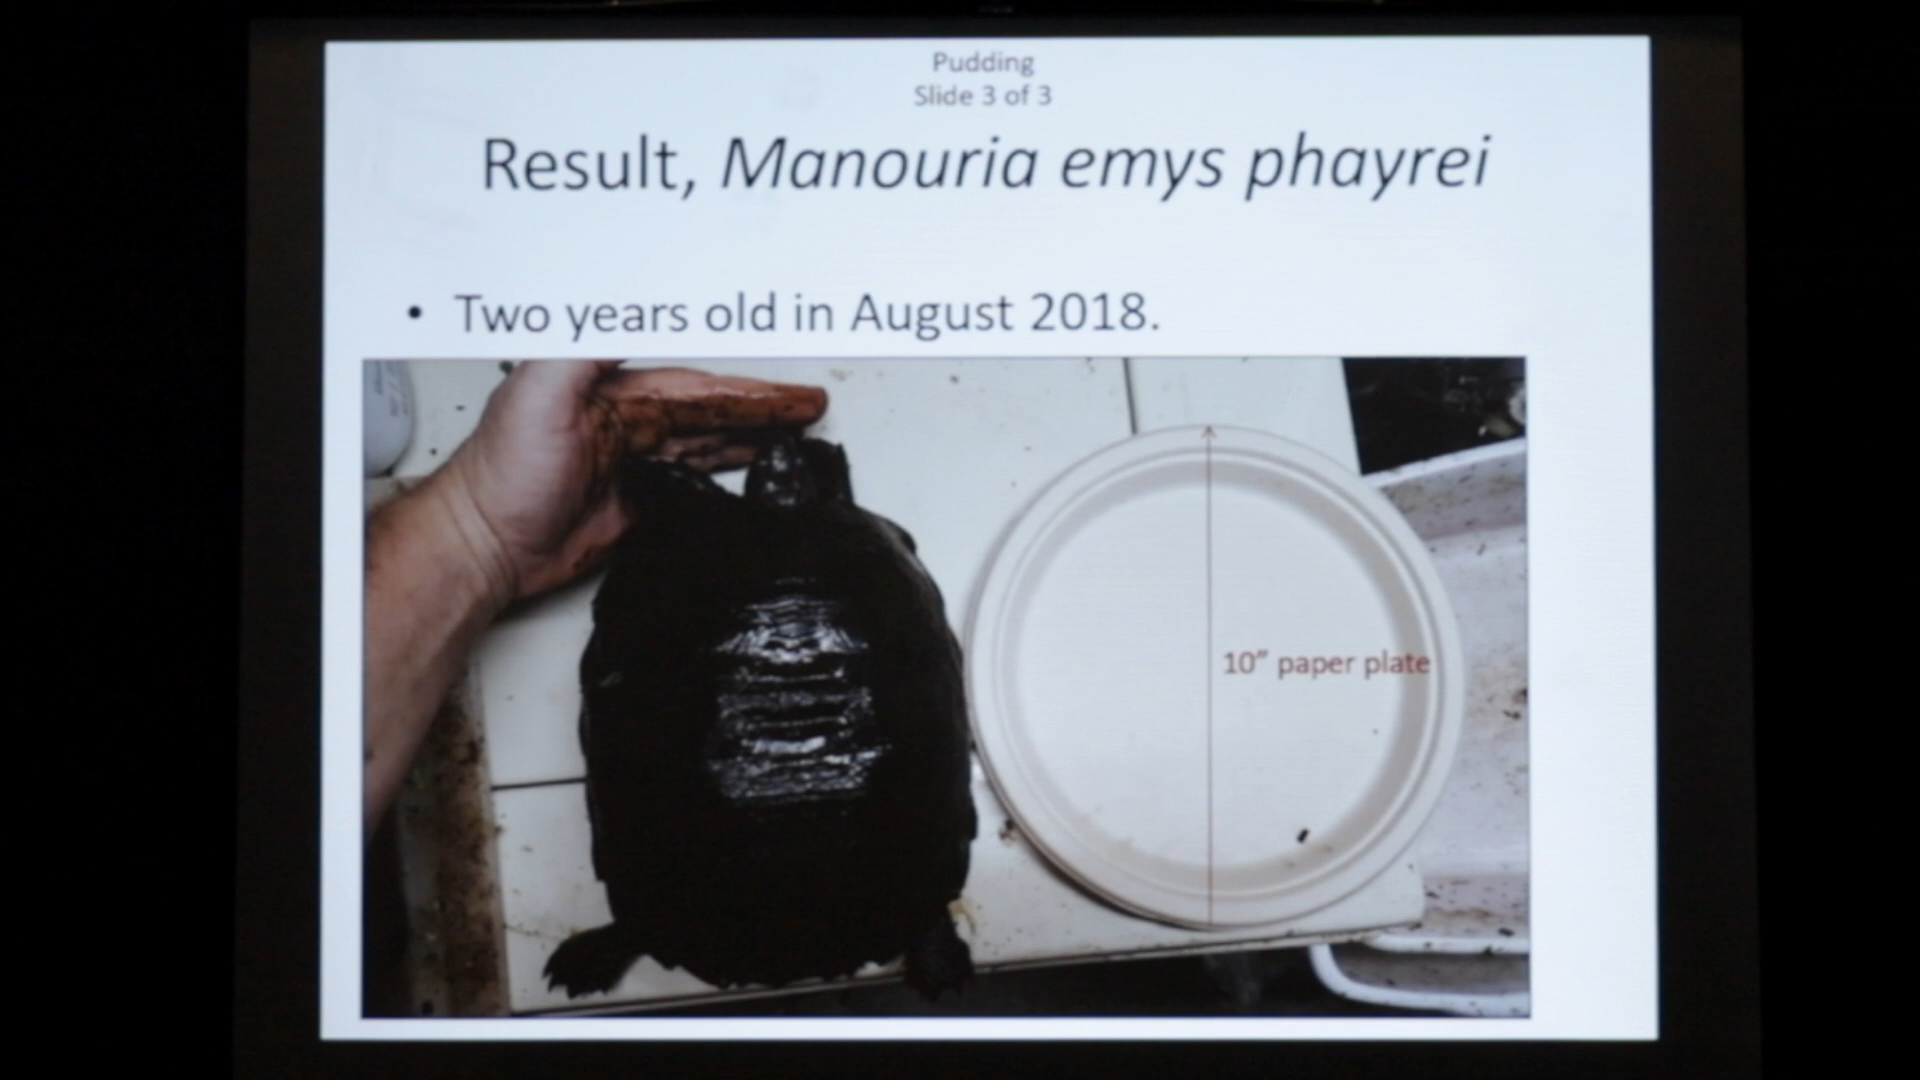 Pudding
Slide 3 of 3
Result, Manouria emys phayrei
• Two years old in August 2018.
10” paper plate